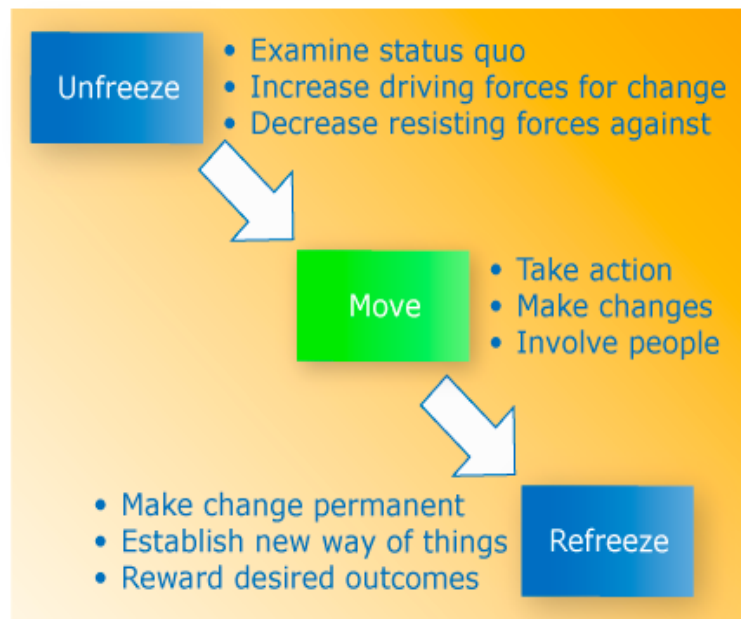 Unfreeze
• Examine status quo
• Increase driving forces for change
• Decrease resisting forces against
Move
• Take action
• Make changes
• Involve people
• Make change permanent
• Establish new way of things
• Reward desired outcomes
Refreeze